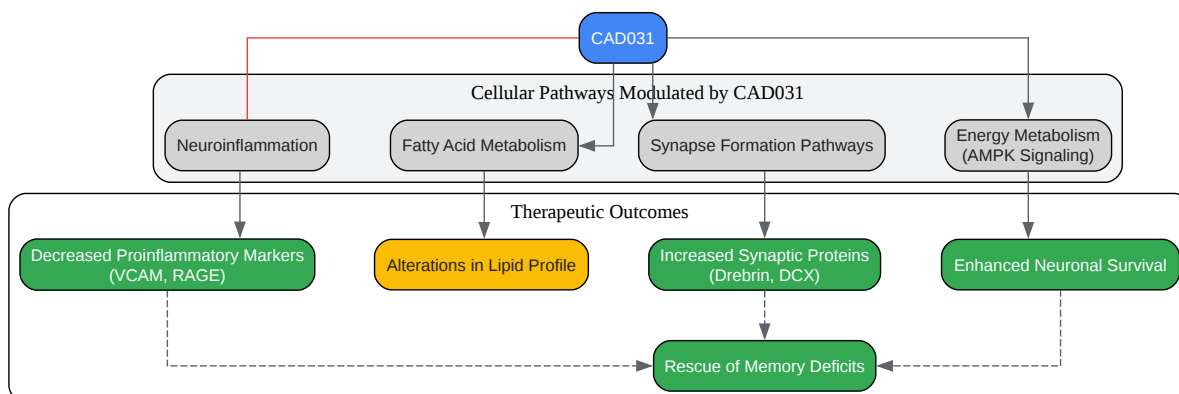 CAD031
Cellular Pathways Modulated by CAD031
Neuroinflammation
Fatty Acid Metabolism
Synapse Formation Pathways
Energy Metabolism
(AMPK Signaling)
Therapeutic Outcomes
Decreased Proinflammatory Markers
(VCAM, RAGE)
Alterations in Lipid Profile
Increased Synaptic Proteins
(Drebrin, DCX)
Enhanced Neuronal Survival
Rescue of Memory Deficits